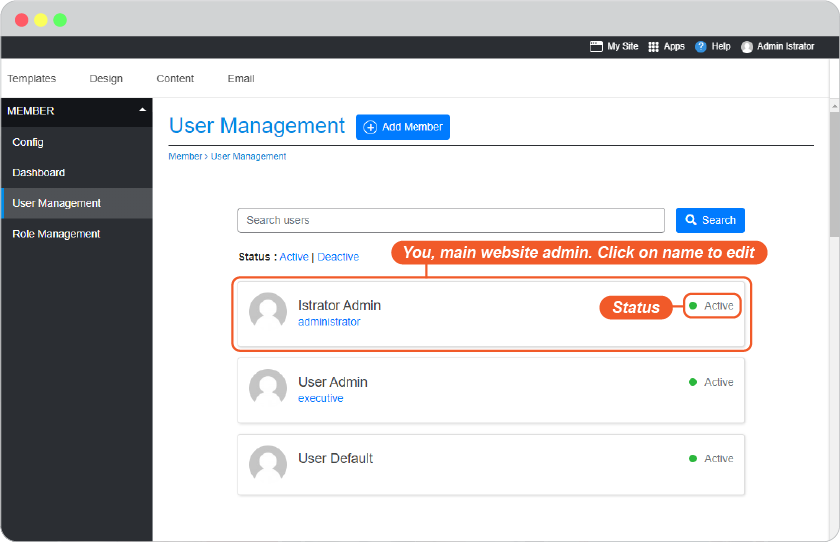 My Site Apps ? Help Admin Istrator
Templates Design Content Email
MEMBER
Config
Dashboard
User Management
Role Management
User Management Add Member
Member > User Management
Search users Search
You, main website admin. Click on name to edit
Status : Active | Deactive
Istrator Admin Status Active
administrator
User Admin Active
executive
User Default Active